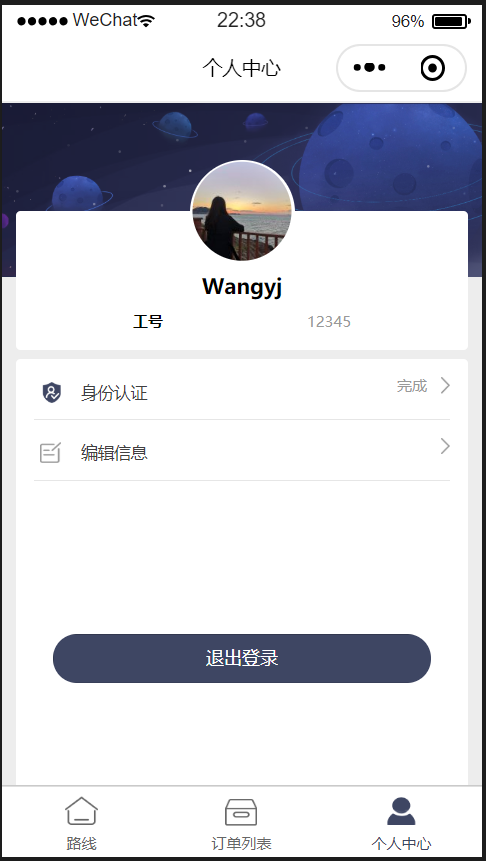 WeChat 22:38 96%
个人中心
Wangyj
工号 12345
身份认证 完成
编辑信息
退出登录
路线 订单列表 个人中心